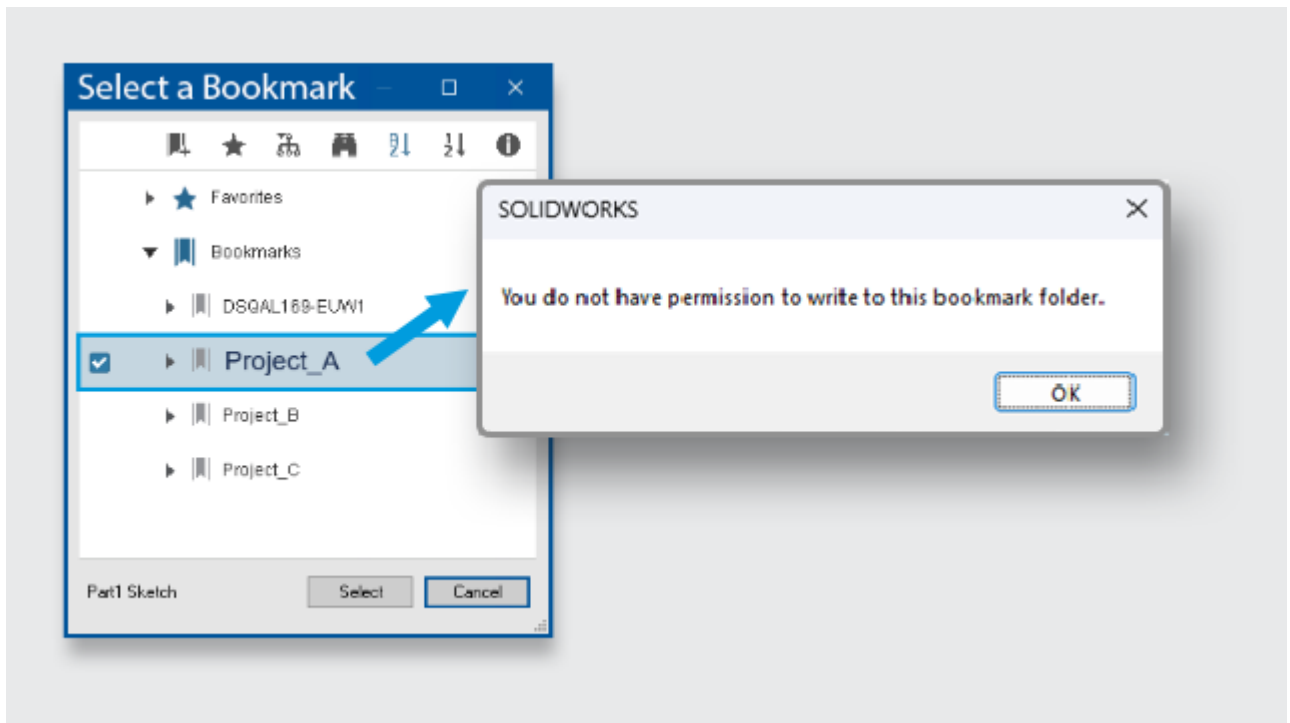 Select a Bookmark
Favorites
Bookmarks
DSQAL169-EUW1
Project_A
Project_B
Project_C
Part1 Sketch
Select
Cancel
SOLIDWORKS
You do not have permission to write to this bookmark folder.
OK